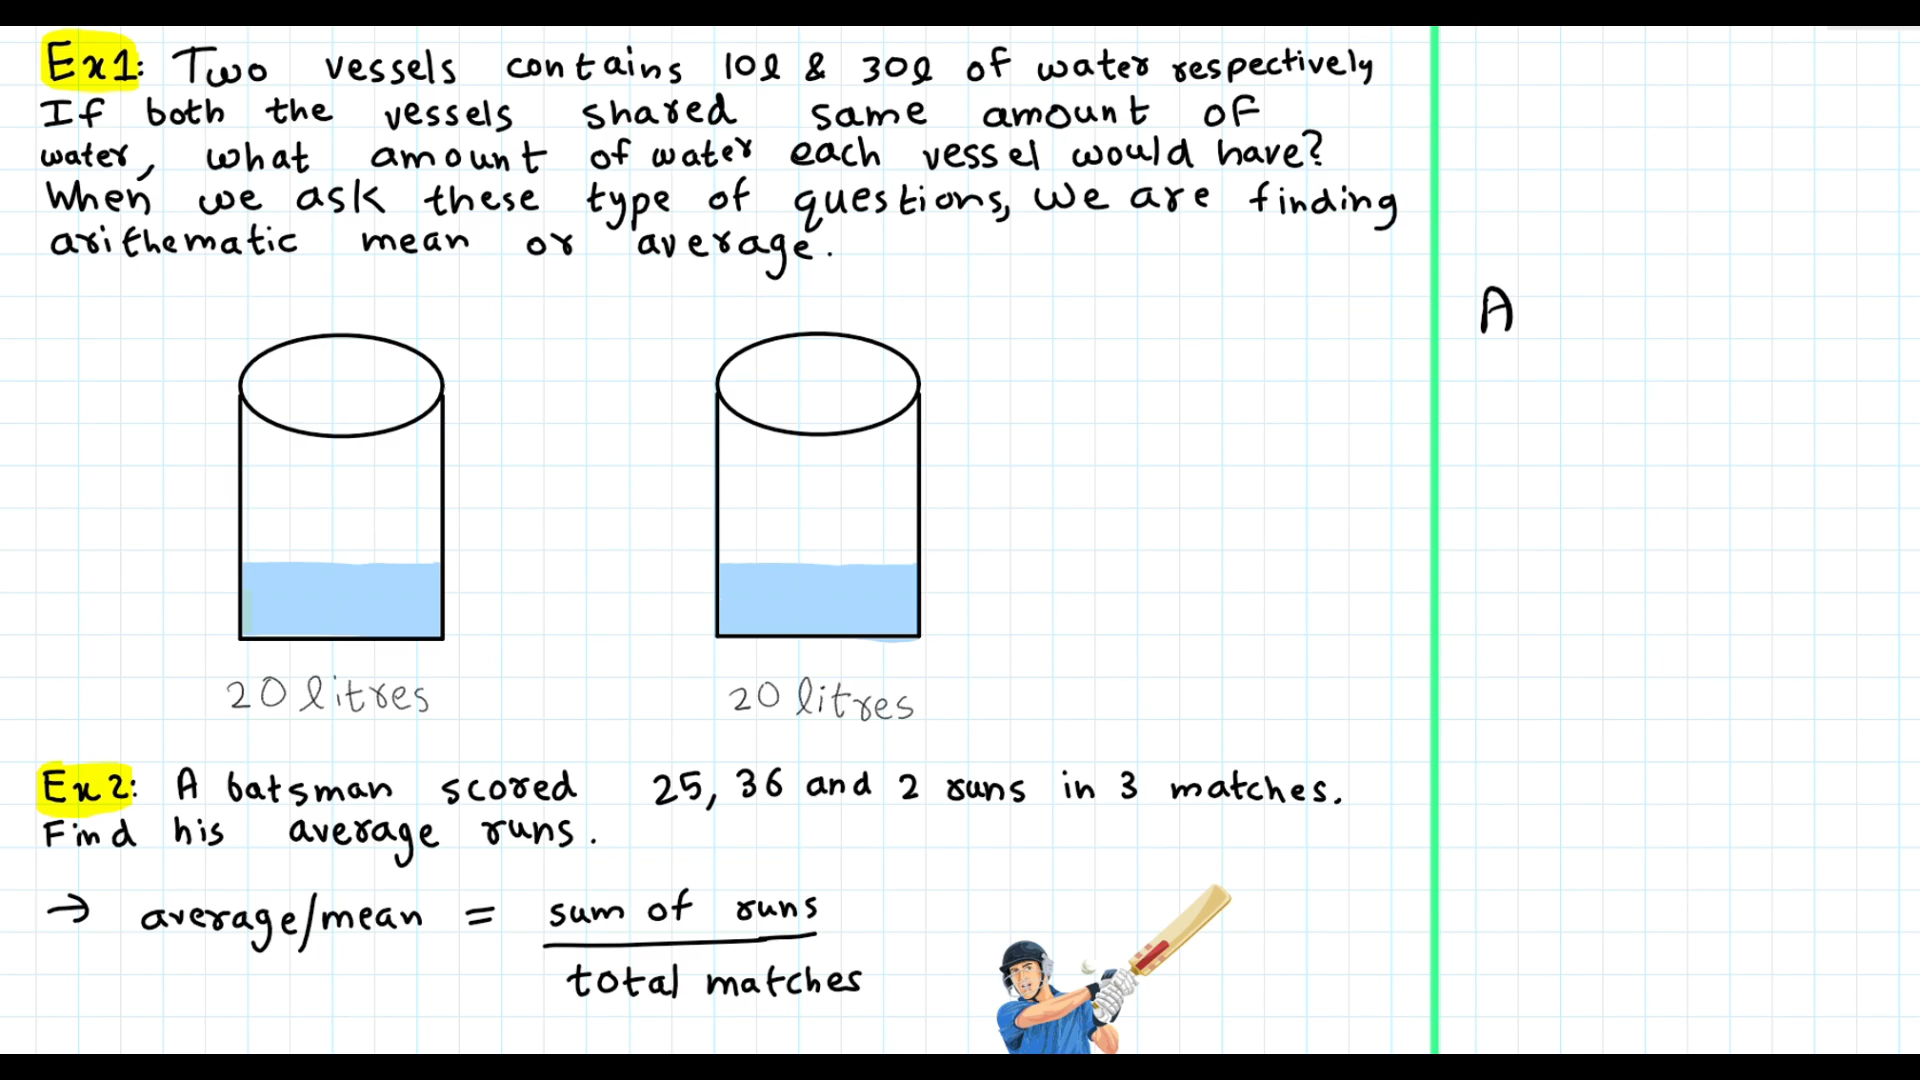 Ex1: Two vessels contains 10l & 30l of water respectively
If both the vessels shared same amount of
water, what amount of water each vessel would have?
When we ask these type of questions, we are finding
arithematic mean or average.
A
20 litres 20 litres
Ex2: A batsman scored 25, 36 and 2 runs in 3 matches.
Find his average runs.
→ average/mean = sum of runs
total matches